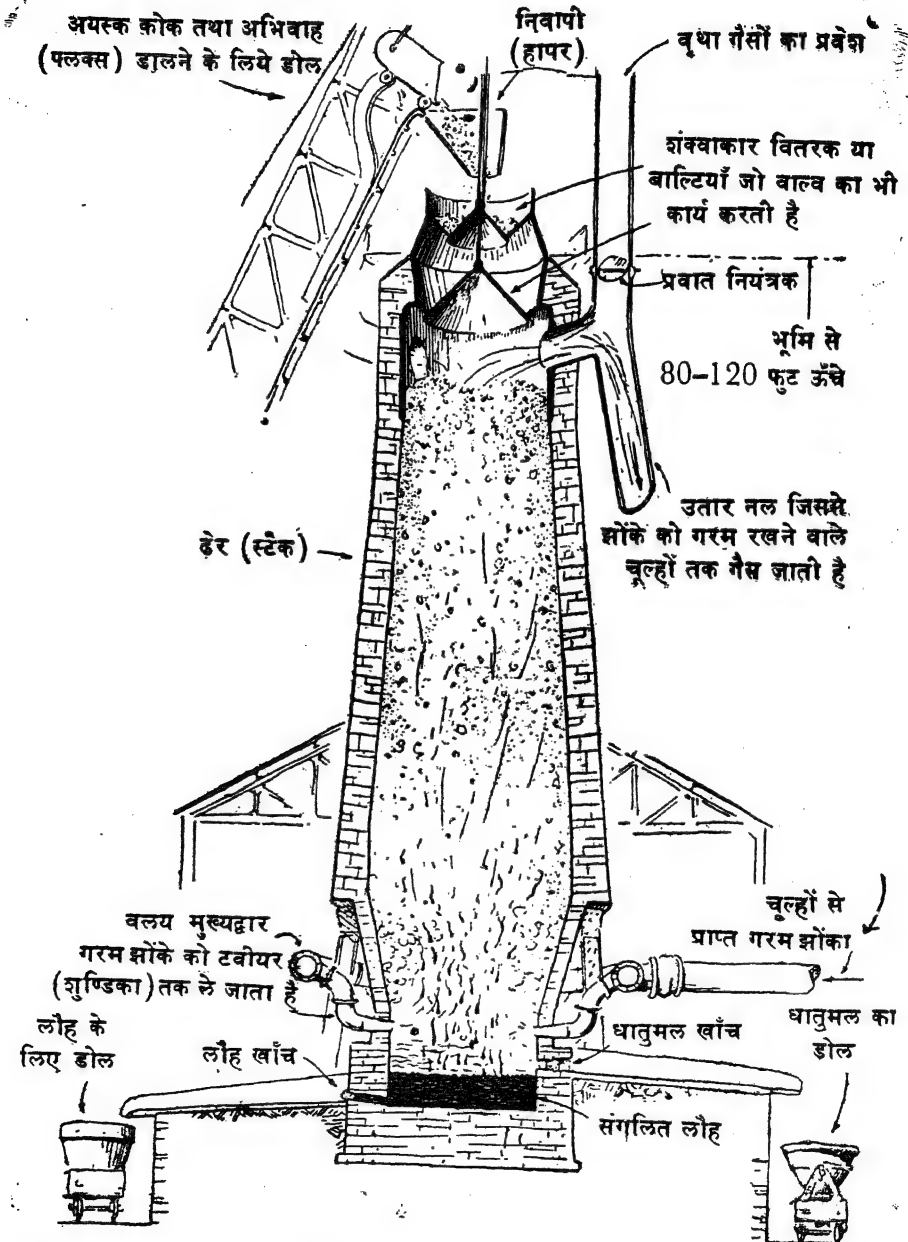 अयस्क कोक तथा अभिवाह
(फ्लक्स) डालने के लिये डोल
निवापी
(हापर)
वृथा गैसों का प्रवेश
शंक्वाकार वितरक या
बाल्टियाँ जो वाल्व का भी
कार्य करती है
प्रवात नियंत्रक
भूमि से
80-120 फुट ऊँचे
उतार नल जिससे
झोंके को गरम रखने वाले
चूल्हों तक गैस जाती है
ढेर (स्टैक)
वलय मुख्यद्वार
गरम झोंके को टवीयर
(शुण्डिका) तक ले जाता है
चूल्हों से
प्राप्त गरम झोंका
लौह के
लिए डोल
लौह खाँच
धातुमल खाँच
धातुमल का
डोल
संगलित लौह